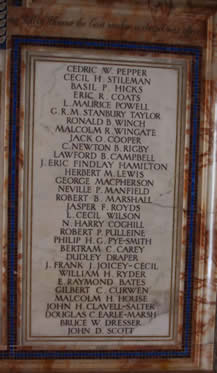 CEDRIC W. PEPPER
CECIL H. STILEMAN
BASIL P. HICKS
ERIC R. COATS
L. MAURICE POWELL
G. R. M. STANBURY TAYLOR
RONALD B. WINCH
MALCOLM R. WINGATE
JACK O. COOPER
C. NEWTON B. RIGBY
LAWFORD B. CAMPBELL
J. ERIC FINDLAY HAMILTON
HERBERT M. LEWIS
GEORGE MACPHERSON
NEVILLE P. MANFIELD
ROBERT B. MARSHALL
JASPER F. ROYDS
L. CECIL WILSON
N. HARRY COGHILL
ROBERT P. PULLEINE
PHILIP H. G. PYE-SMITH
BERTRAM C. CAREY
DUDLEY DRAPER
J. FRANK J. JOICEY-CECIL
WILLIAM H. RYDER
E. RAYMOND BATES
GILBERT C. CURWEN
MALCOLM H. HOUSE
JOHN H. CLAVELL-SALTER
DOUGLAS C. EARLE-MARSH
BRUCE W. DRESSER
JOHN D. SCOTT